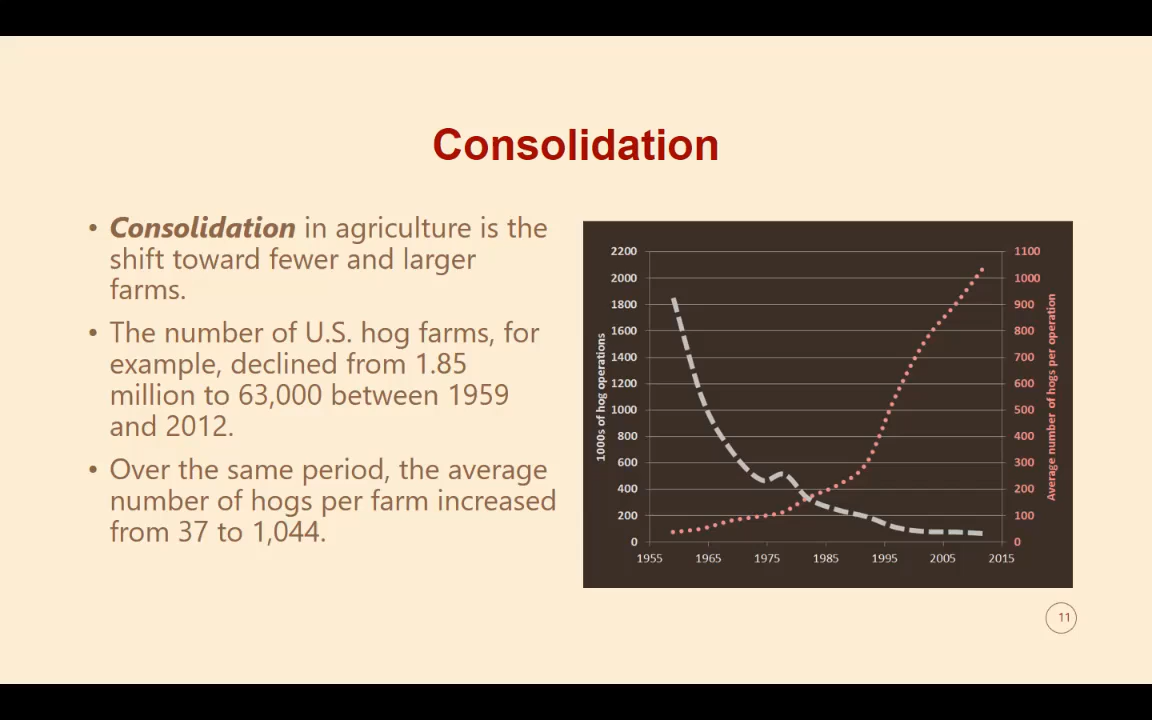 Consolidation
• Consolidation in agriculture is the
shift toward fewer and larger
farms.
• The number of U.S. hog farms, for
example, declined from 1.85
million to 63,000 between 1959
and 2012.
• Over the same period, the average
number of hogs per farm increased
from 37 to 1,044.
1000s of hog operations
2200
2000
1800
1600
1400
1200
1000
800
600
400
200
0
1100
1000
900
800
700
600
500
400
300
200
100
0
Average number of hogs per operation
1955 1965 1975 1985 1995 2005 2015
11